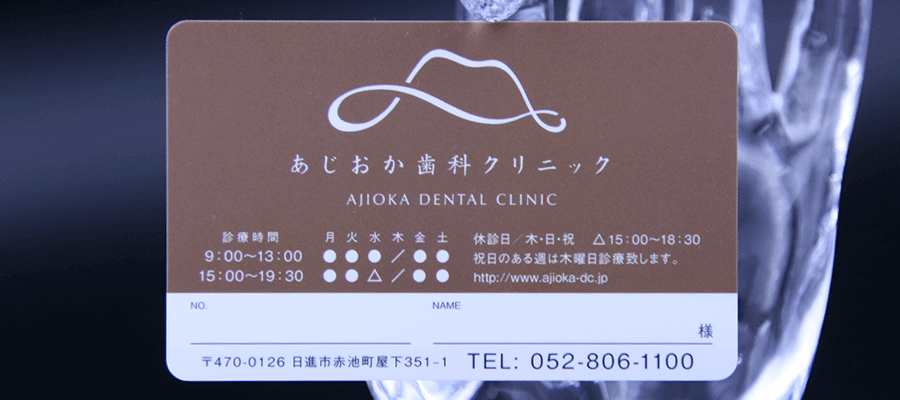 あじおか歯科クリニック
AJIOKA DENTAL CLINIC
診療時間 月 火 水 木 金 土
9:00〜13:00 ● ● ● ／ ● ●
15:00〜19:30 ● ● △ ／ ● ●
休診日／木・日・祝 △15:00〜18:30
祝日のある週は木曜日診療致します。
http://www.ajioka-dc.jp
NO.
NAME
様
〒470-0126 日進市赤池町屋下351-1 TEL: 052-806-1100